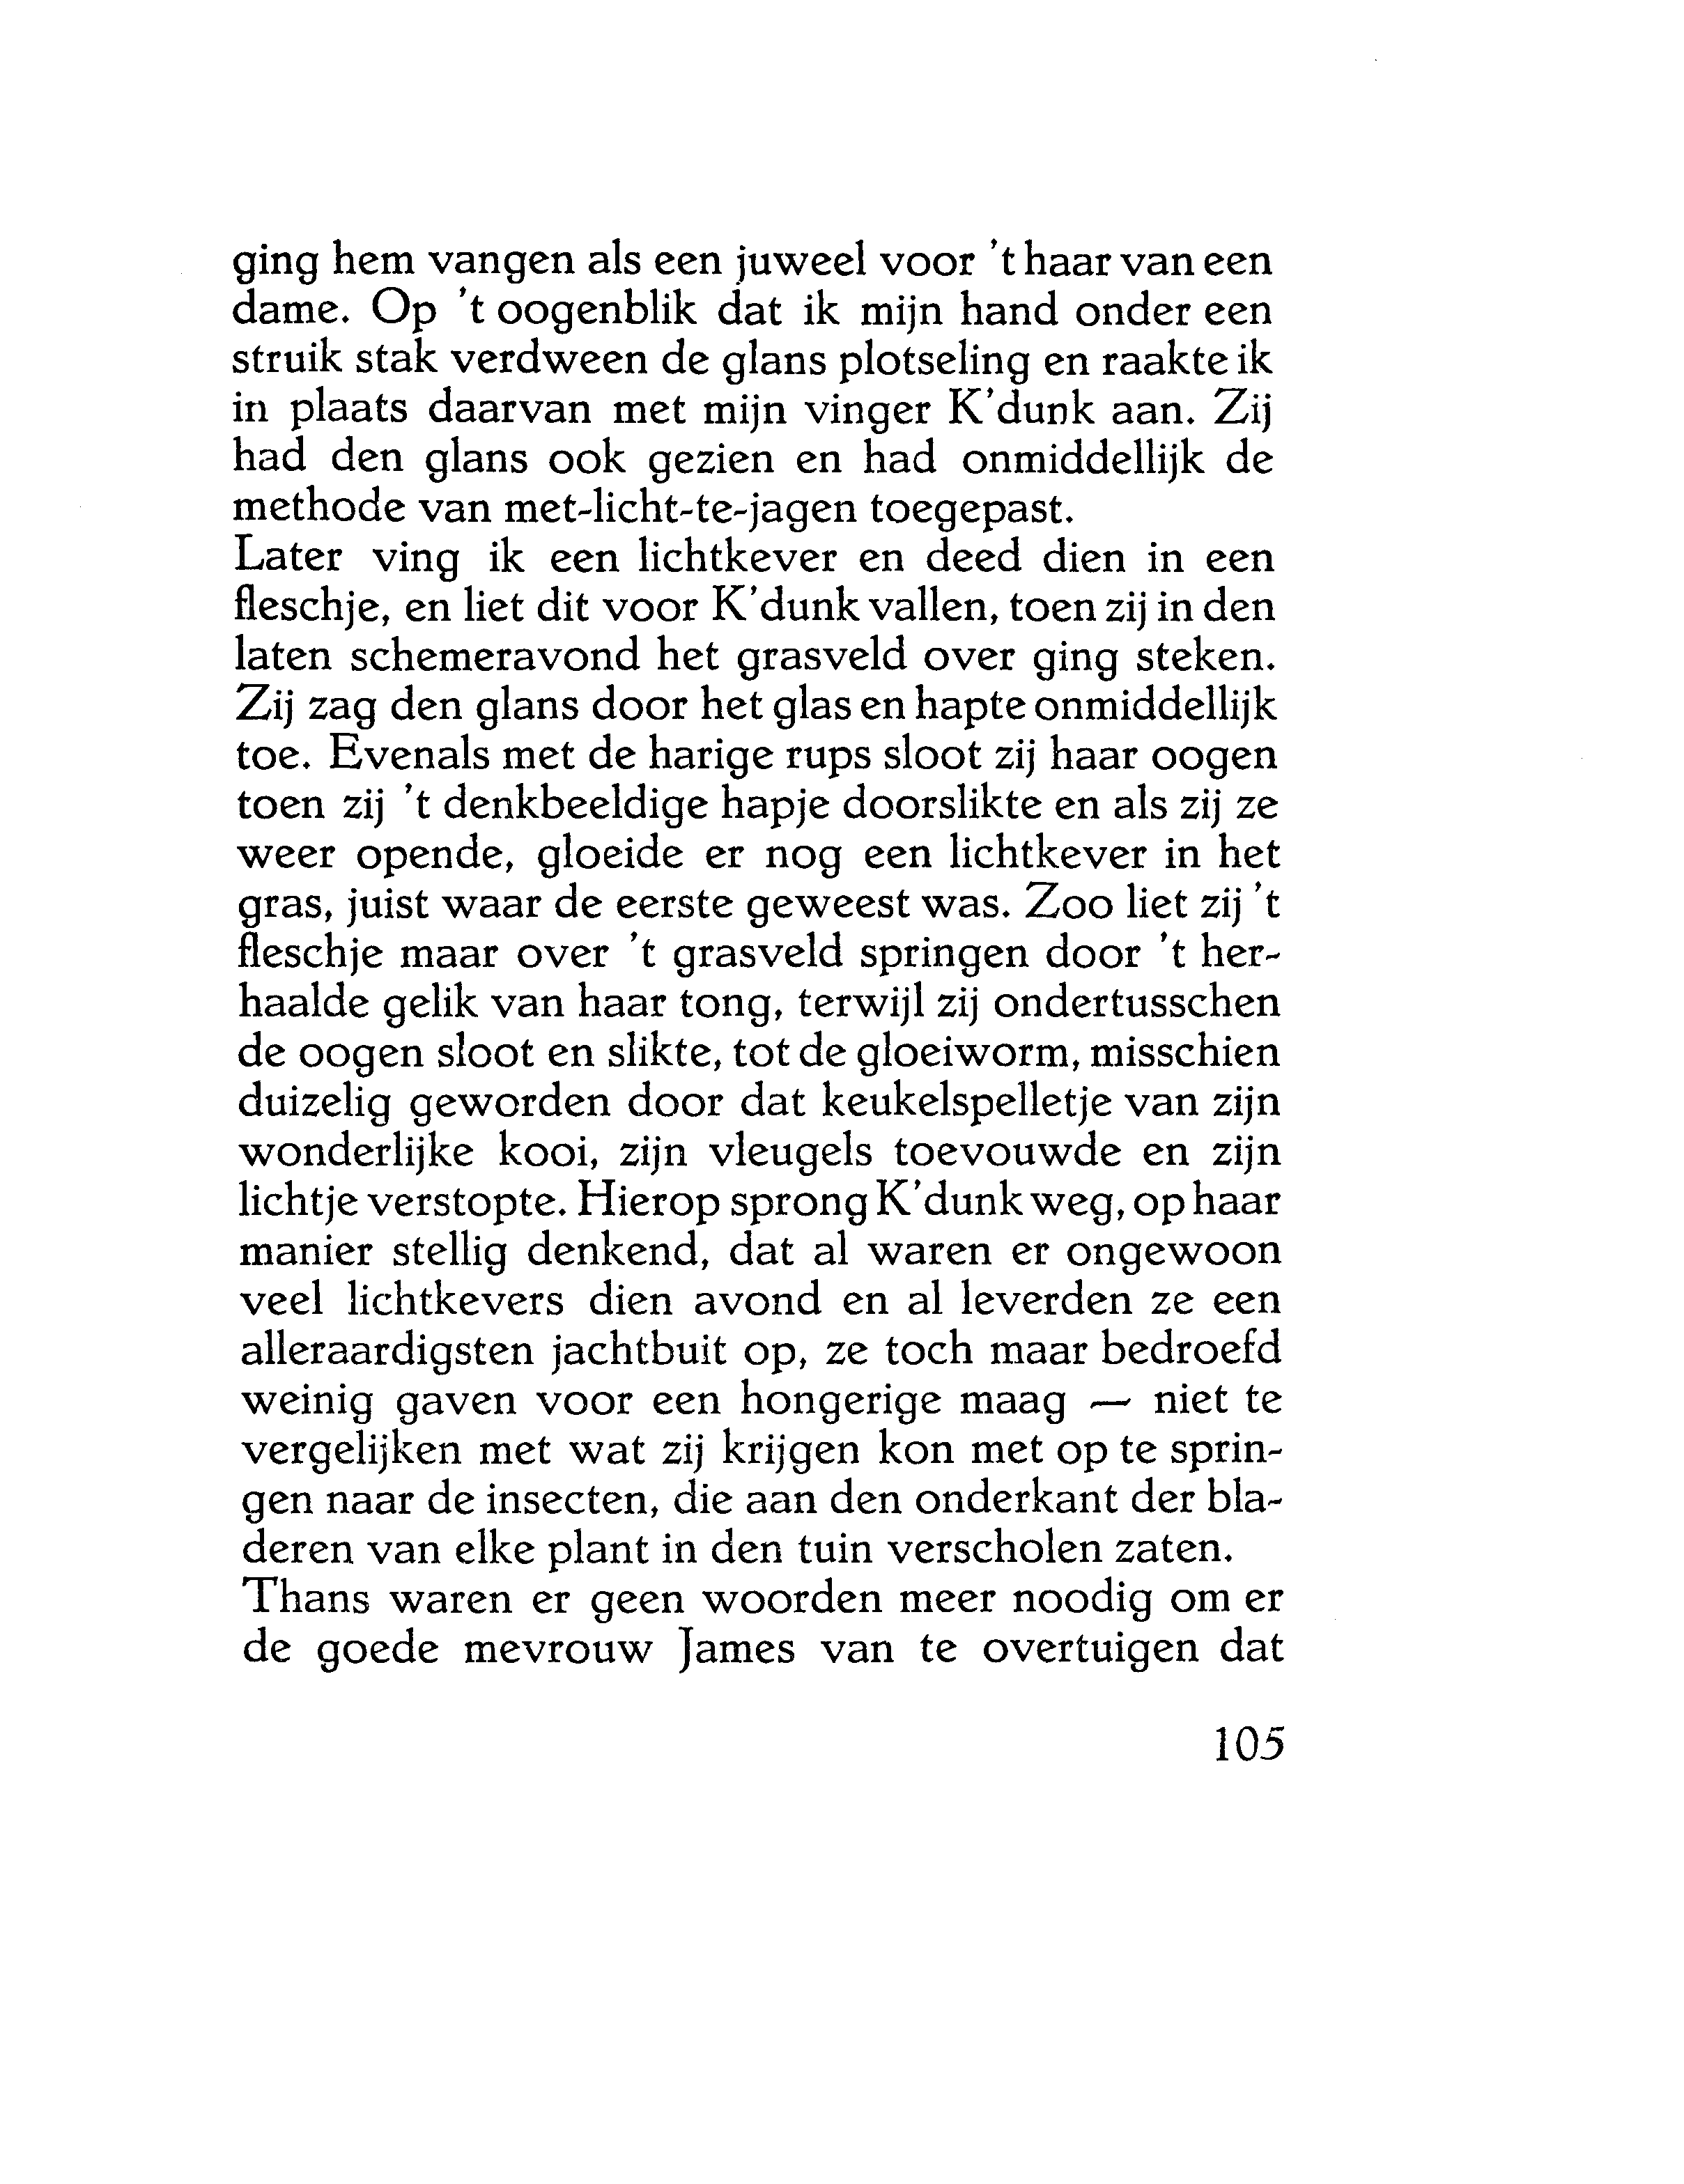 ging hem vangen als een juweel voor 't haar van een
dame. Op 't oogenblik dat ik mijn hand onder een
struik stak verdween de glans plotseling en raakte ik
in plaats daarvan met mijn vinger K'dunk aan. Zij
had den glans ook gezien en had onmiddellijk de
methode van met-licht-te-jagen toegepast.
Later ving ik een lichtkever en deed dien in een
fleschje, en liet dit voor K'dunk vallen, toen zij in den
laten schemeravond het grasveld over ging steken.
Zij zag den glans door het glas en hapte onmiddellijk
toe. Evenals met de harige rups sloot zij haar oogen
toen zij 't denkbeeldige hapje doorslikte en als zij ze
weer opende, gloeide er nog een lichtkever in het
gras, juist waar de eerste geweest was. Zoo liet zij 't
fleschje maar over 't grasveld springen door 't her-
haalde gelik van haar tong, terwijl zij ondertusschen
de oogen sloot en slikte, tot de gloeiworm, misschien
duizelig geworden door dat keukelspelletje van zijn
wonderlijke kooi, zijn vleugels toevouwde en zijn
lichtje verstopte. Hierop sprong K'dunk weg, op haar
manier stellig denkend, dat al waren er ongewoon
veel lichtkevers dien avond en al leverden ze een
alleraardigsten jachtbuit op, ze toch maar bedroefd
weinig gaven voor een hongerige maag — niet te
vergelijken met wat zij krijgen kon met op te sprin-
gen naar de insecten, die aan den onderkant der bla-
deren van elke plant in den tuin verscholen zaten.
Thans waren er geen woorden meer noodig om er
de goede mevrouw James van te overtuigen dat
105